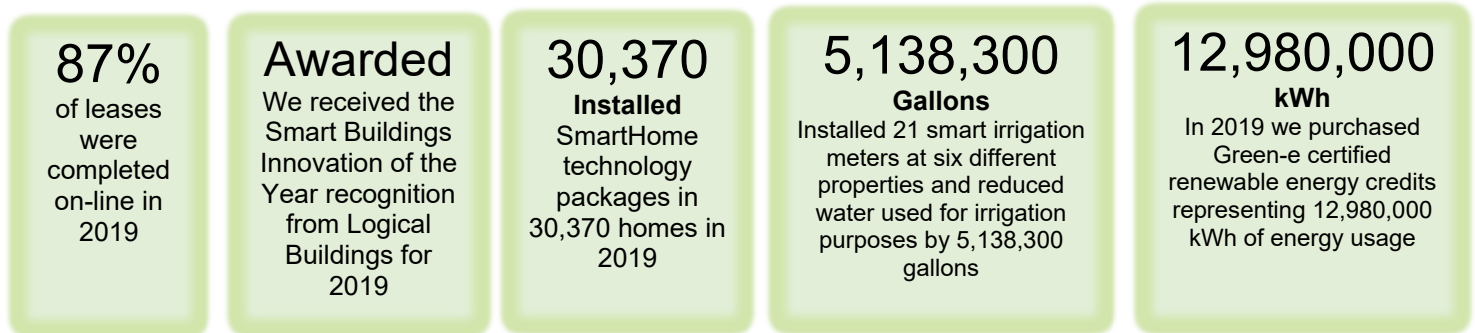 87%
of leases
were
completed
on-line in
2019
Awarded
We received the
Smart Buildings
Innovation of the
Year recognition
from Logical
Buildings for
2019
30,370
Installed
SmartHome
technology
packages in
30,370 homes in
2019
5,138,300
Gallons
Installed 21 smart irrigation
meters at six different
properties and reduced
water used for irrigation
purposes by 5,138,300
gallons
12,980,000
kWh
In 2019 we purchased
Green-e certified
renewable energy credits
representing 12,980,000
kWh of energy usage